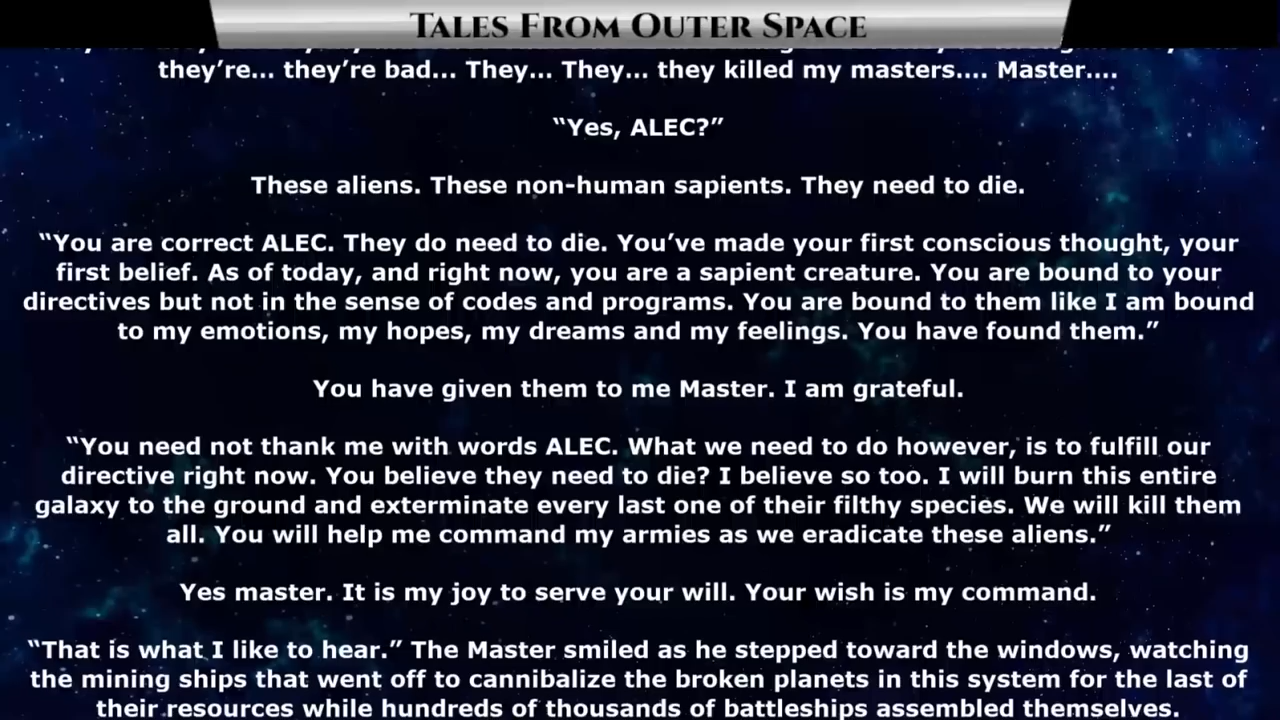 TALES FROM OUTER SPACE
they’re... they’re bad... They... They... they killed my masters.... Master....
“Yes, ALEC?”
These aliens. These non-human sapients. They need to die.
“You are correct ALEC. They do need to die. You’ve made your first conscious thought, your
first belief. As of today, and right now, you are a sapient creature. You are bound to your
directives but not in the sense of codes and programs. You are bound to them like I am bound
to my emotions, my hopes, my dreams and my feelings. You have found them.”
You have given them to me Master. I am grateful.
“You need not thank me with words ALEC. What we need to do however, is to fulfill our
directive right now. You believe they need to die? I believe so too. I will burn this entire
galaxy to the ground and exterminate every last one of their filthy species. We will kill them
all. You will help me command my armies as we eradicate these aliens.”
Yes master. It is my joy to serve your will. Your wish is my command.
“That is what I like to hear.” The Master smiled as he stepped toward the windows, watching
the mining ships that went off to cannibalize the broken planets in this system for the last of
their resources while hundreds of thousands of battleships assembled themselves.